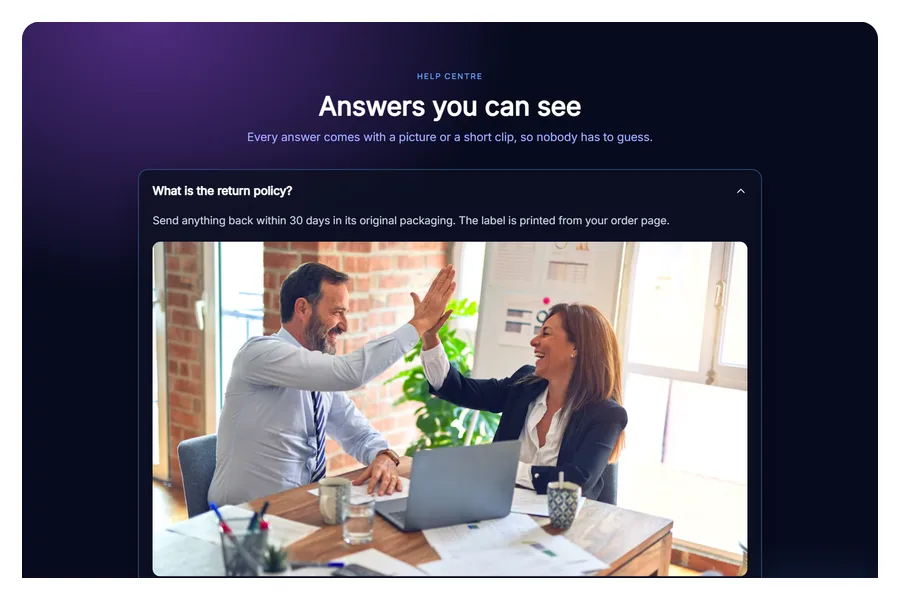 HELP CENTRE
Answers you can see
Every answer comes with a picture or a short clip, so nobody has to guess.
What is the return policy?
Send anything back within 30 days in its original packaging. The label is printed from your order page.